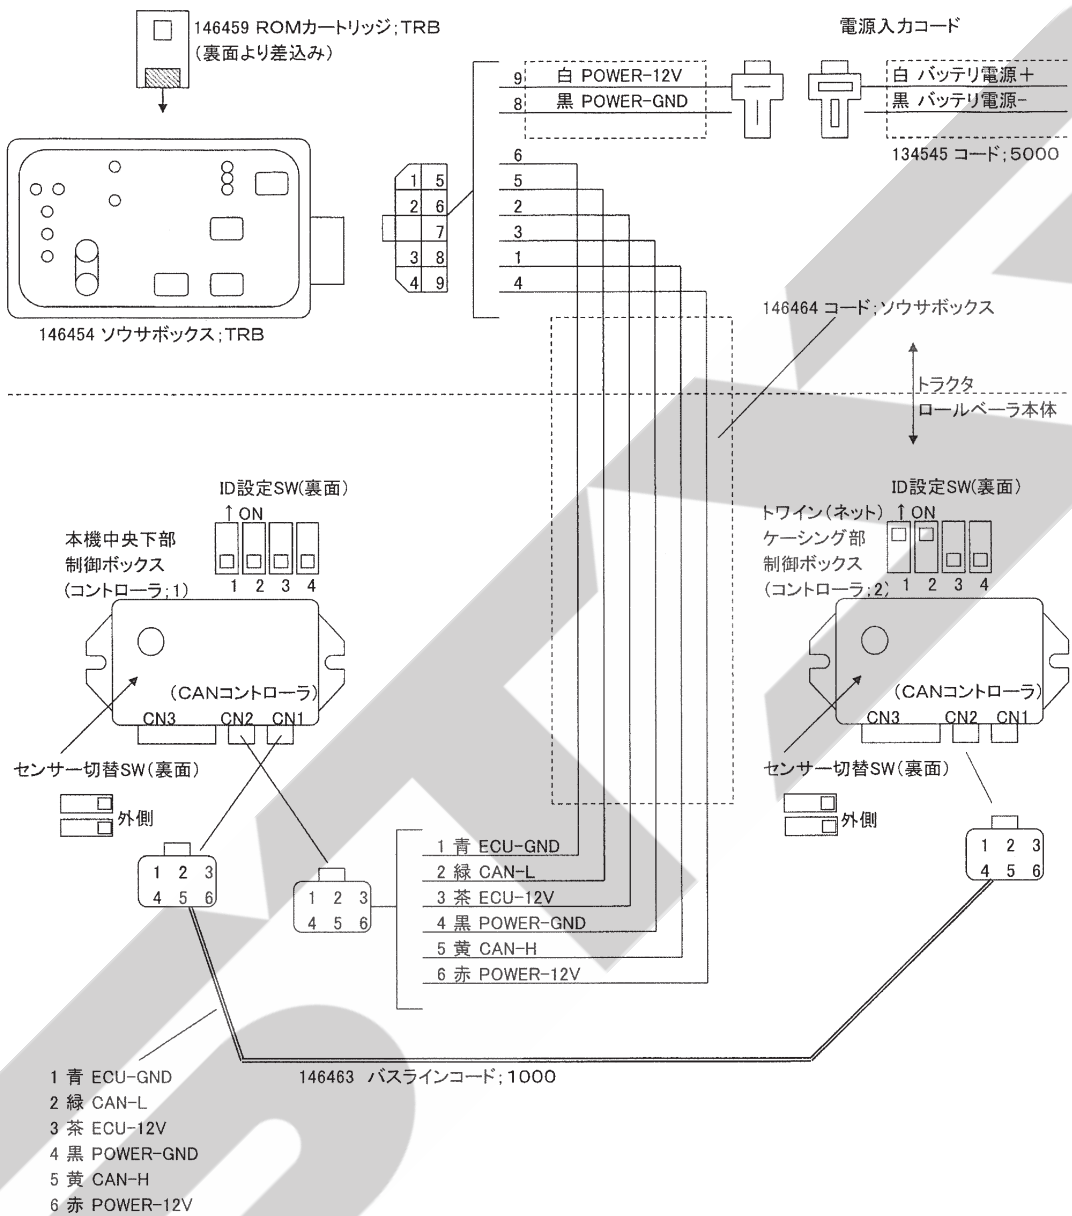 146459 ROMカートリッジ;TRB
(裏面より差込み)
電源入力コード
9 白 POWER-12V
8 黒 POWER-GND
白 バッテリ電源+
黒 バッテリ電源-
134545 コード;5000
6
5
2
3
1
4
1 5
2 6
7
3 8
4 9
146454 ソウサボックス;TRB
146464 コード;ソウサボックス
トラクタ
ロールベーラ本体
ID設定SW(裏面)
↑ ON
本機中央下部
制御ボックス
(コントローラ;1)
1 2 3 4
(CANコントローラ)
CN3 CN2 CN1
センサー切替SW(裏面)
外側
ID設定SW(裏面)
トワイン(ネット) ↑ ON
ケーシング部
制御ボックス
(コントローラ;2)
1 2 3 4
(CANコントローラ)
CN3 CN2 CN1
センサー切替SW(裏面)
外側
1 2 3
4 5 6
1 2 3
4 5 6
1 2 3
4 5 6
1 青 ECU-GND
2 緑 CAN-L
3 茶 ECU-12V
4 黒 POWER-GND
5 黄 CAN-H
6 赤 POWER-12V
146463 バスラインコード;1000
1 青 ECU-GND
2 緑 CAN-L
3 茶 ECU-12V
4 黒 POWER-GND
5 黄 CAN-H
6 赤 POWER-12V